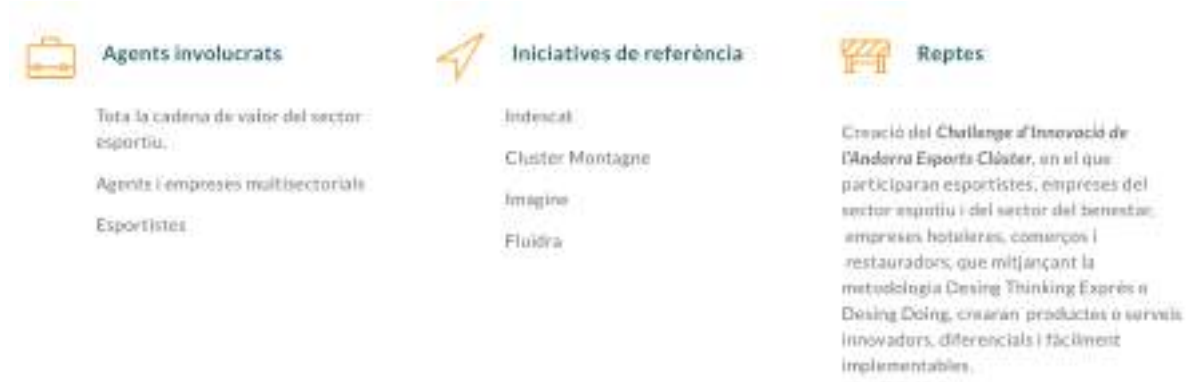 Agents involucrats
Tota la cadena de valor del sector
esportiu.
Agents i empreses multisectorials
Esportistes
Iniciatives de referència
Indescat
Cluster Montagne
Imagine
Fluidra
Reptes
Creació del Challenge d'Innovació de
l'Andorra Esports Clúster, en el que
participaran esportistes, empreses del
sector espotiu i del sector del benestar,
empreses hoteleres, comerços i
restauradors, que mitjançant la
metodologia Desing Thinking Exprés o
Desing Doing, crearan productes o serveis
innovadors, diferencials i fàcilment
implementables.